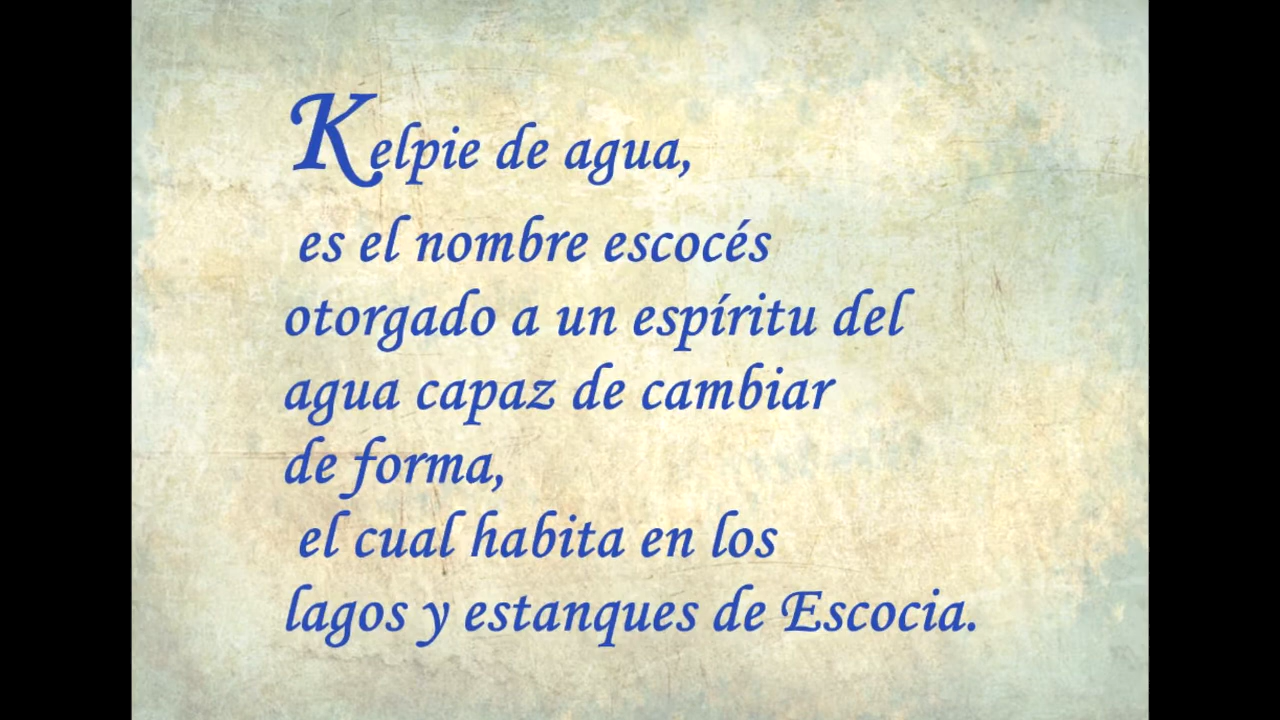 Kelpie de agua,
es el nombre escocés
otorgado a un espíritu del
agua capaz de cambiar
de forma,
el cual habita en los
lagos y estanques de Escocia.